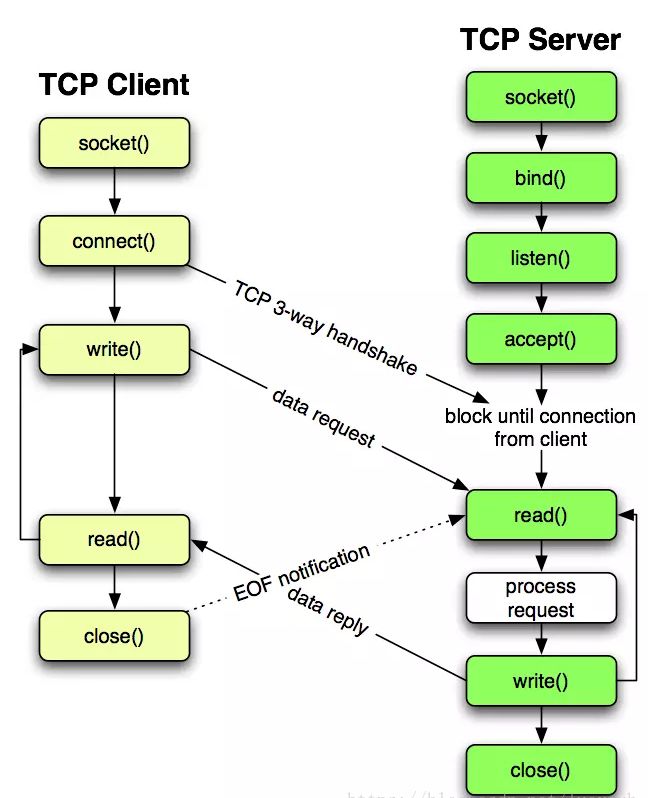 TCP Server
TCP Client
socket()
socket()
bind()
connect()
listen()
TCP 3-way handshake
accept()
write()
data request
block until connection
from client
read()
read()
EOF notification
process
request
data reply
close()
write()
close()